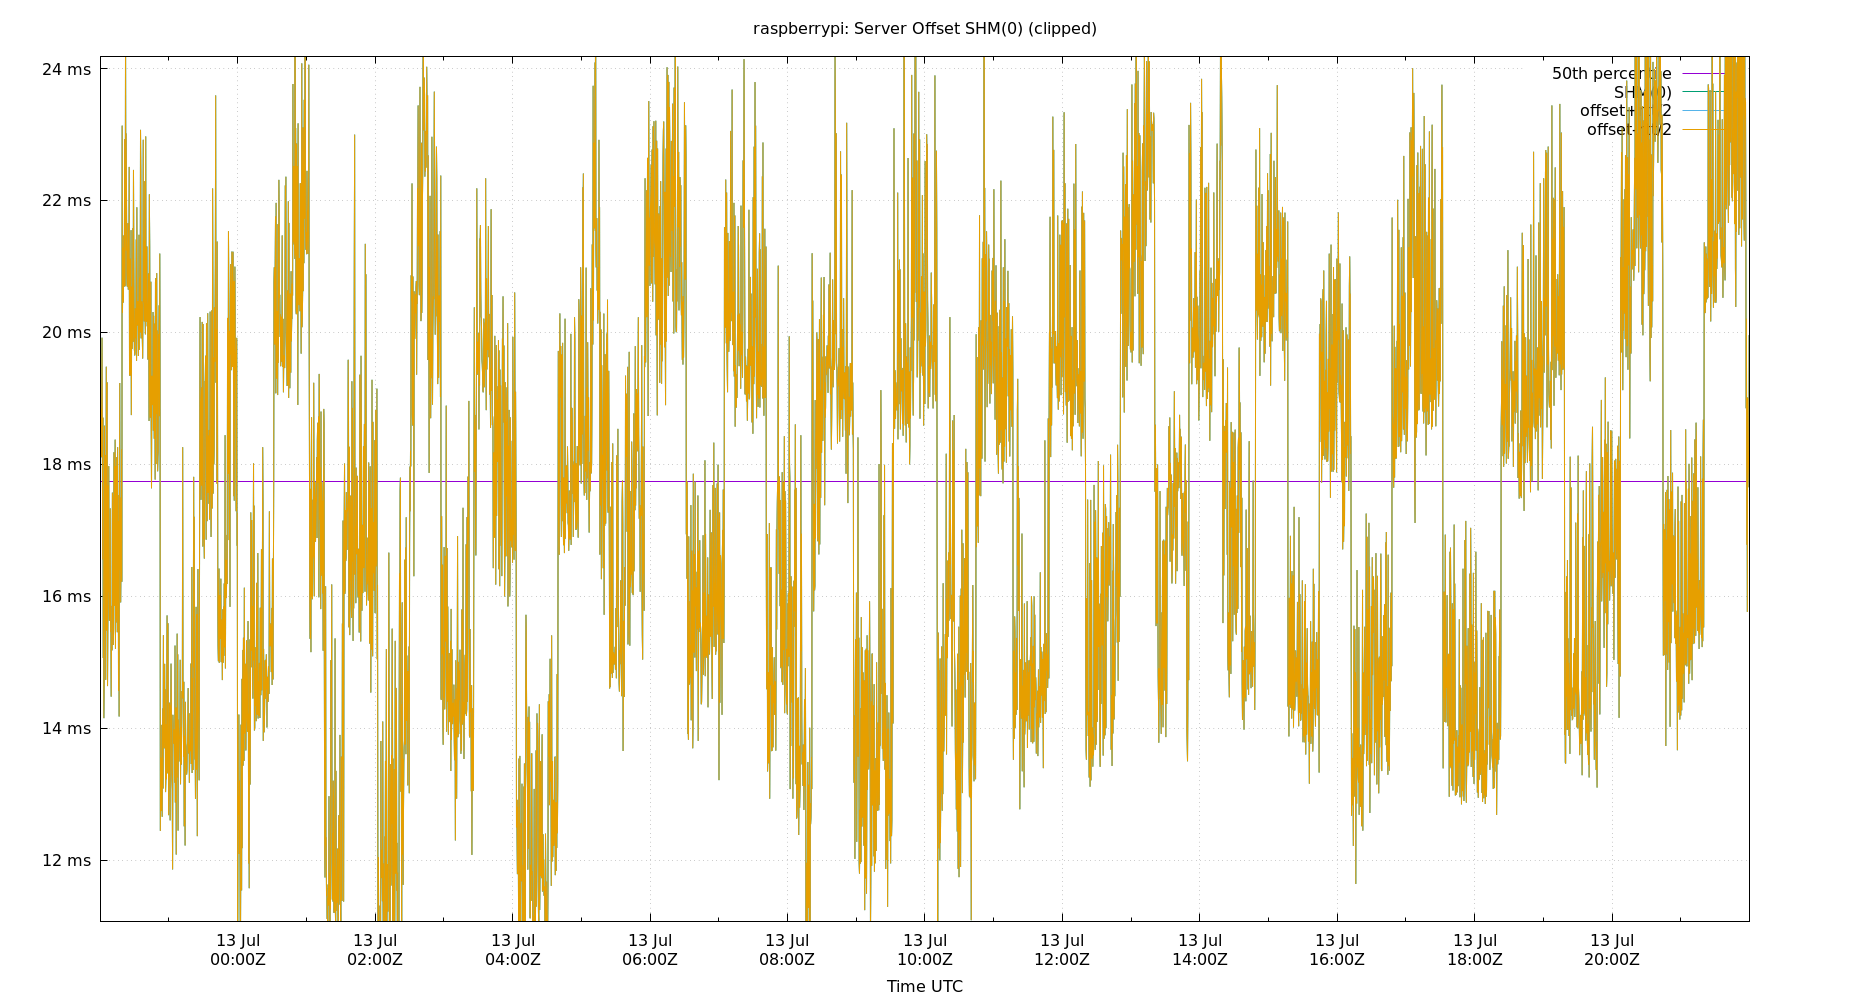 raspberrypi: Server Offset SHM(0) (clipped)
24 ms
22 ms
20 ms
18 ms
16 ms
14 ms
12 ms
50th percentile
SHM(0)
offset+rtt/2
offset-rtt/2
13 Jul 13 Jul 13 Jul 13 Jul 13 Jul 13 Jul 13 Jul 13 Jul 13 Jul 13 Jul 13 Jul
00:00Z 02:00Z 04:00Z 06:00Z 08:00Z 10:00Z 12:00Z 14:00Z 16:00Z 18:00Z 20:00Z
Time UTC